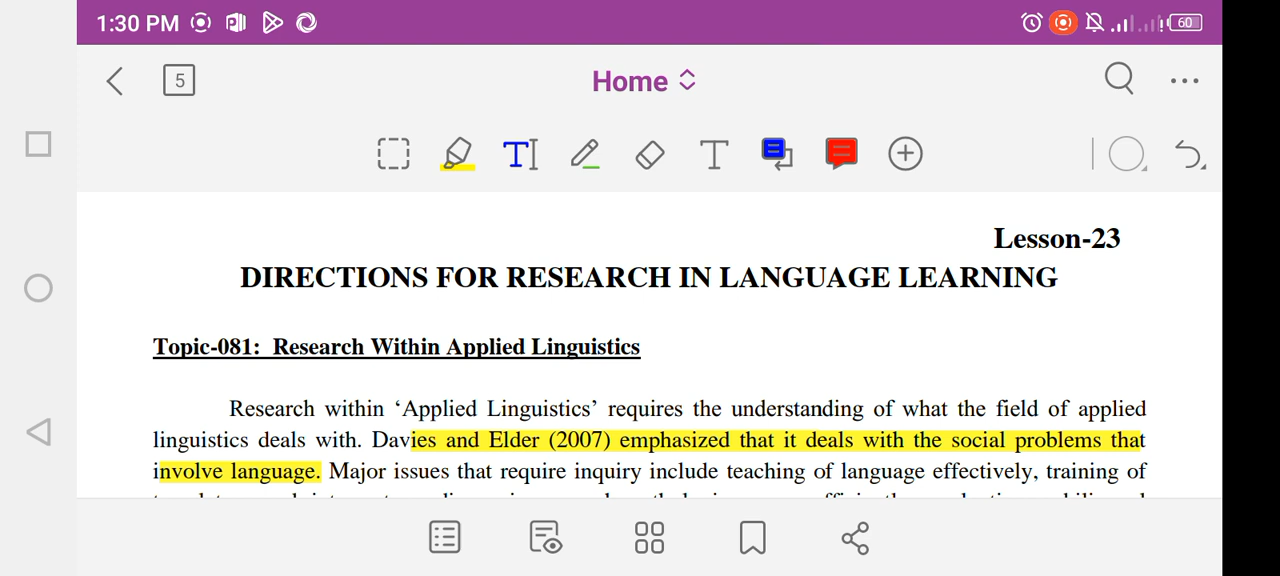 1:30 PM
60
5
Home
T
T
Lesson-23
DIRECTIONS FOR RESEARCH IN LANGUAGE LEARNING
Topic-081: Research Within Applied Linguistics
Research within ‘Applied Linguistics’ requires the understanding of what the field of applied
linguistics deals with. Davies and Elder (2007) emphasized that it deals with the social problems that
involve language. Major issues that require inquiry include teaching of language effectively, training of